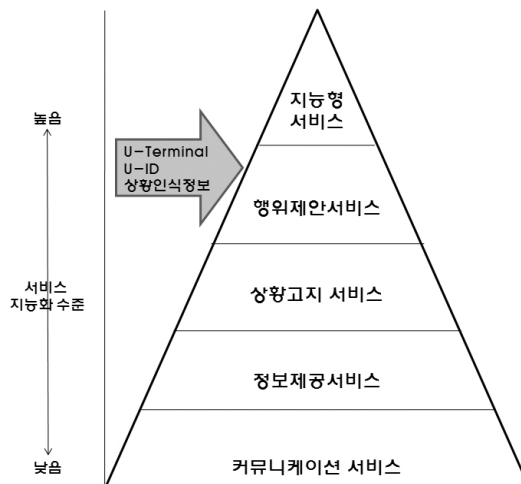 지능형
서비스
높음
U-Terminal
U-ID
상황인식정보
행위제안서비스
서비스
지능화 수준
상황고지 서비스
정보제공서비스
낮음
커뮤니케이션 서비스